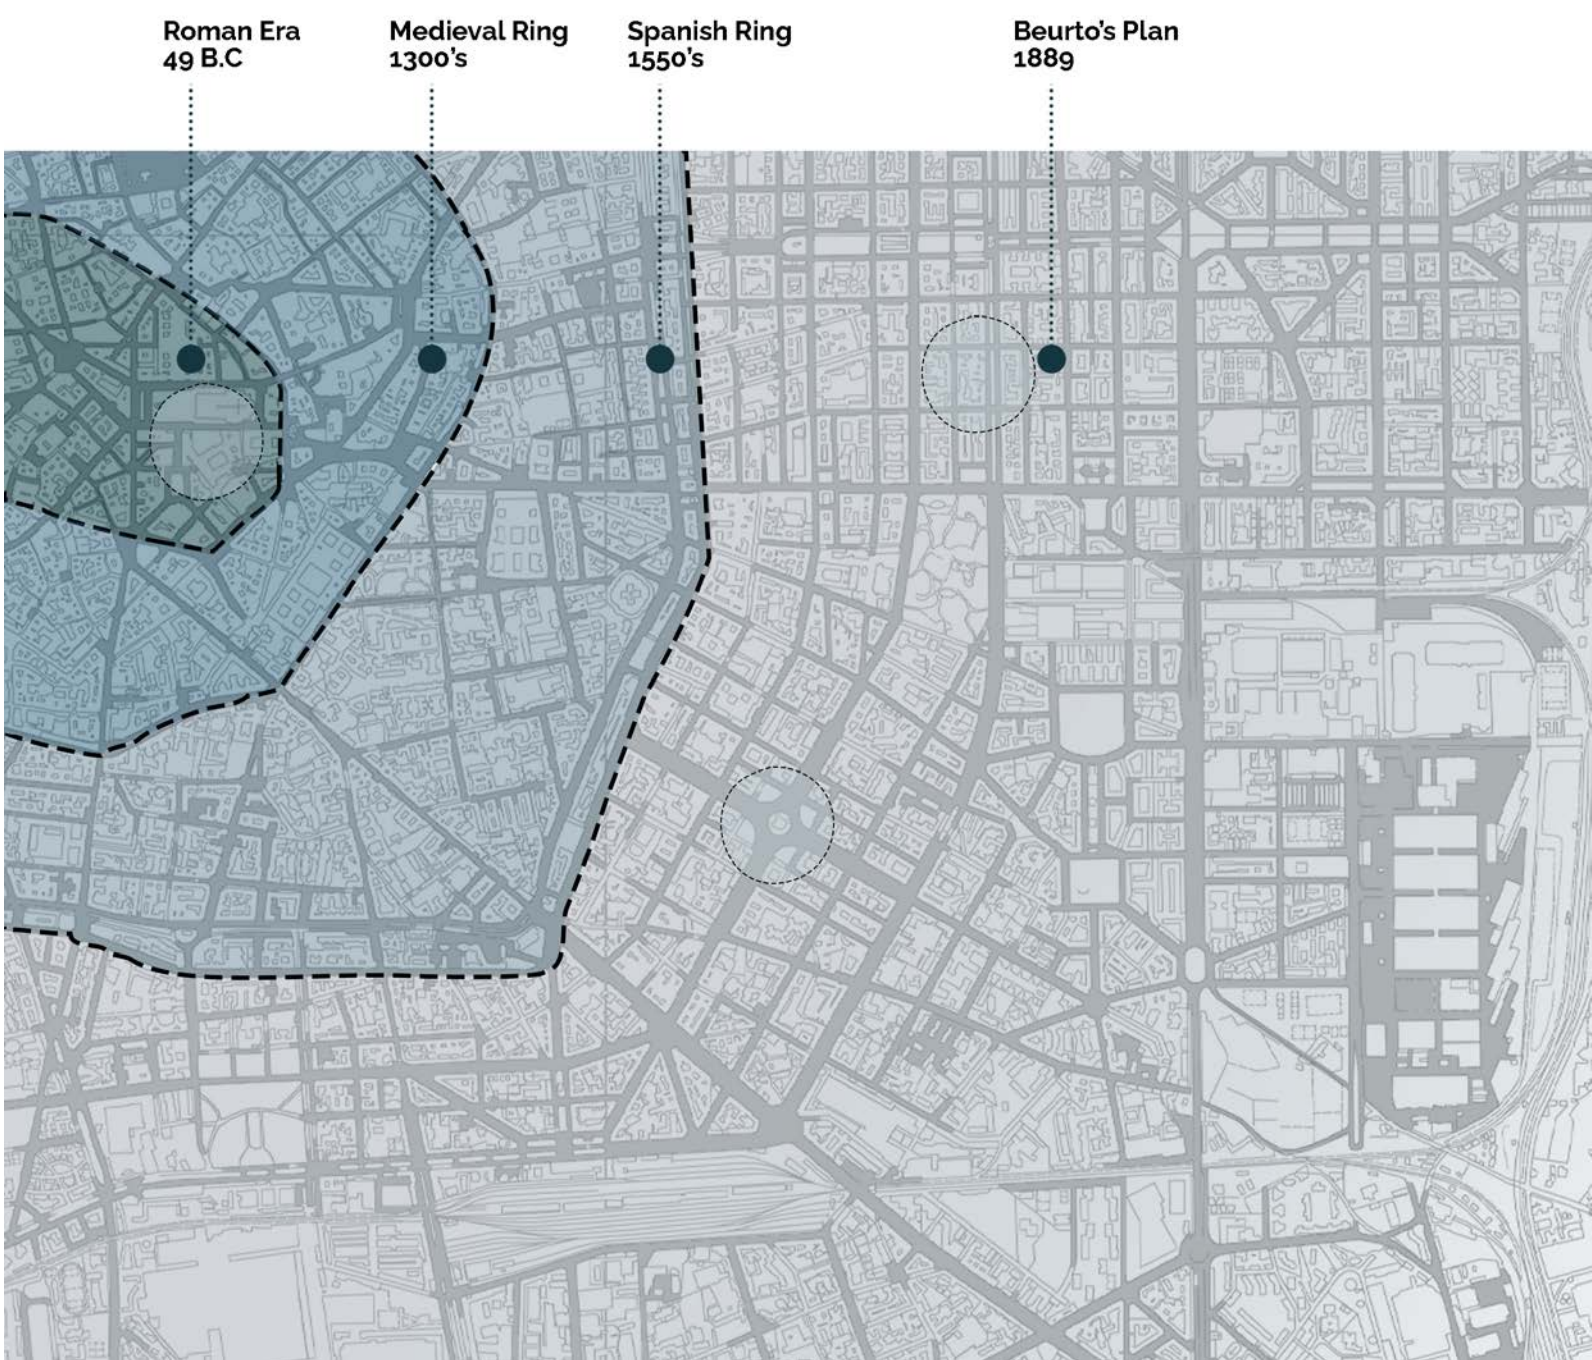 Roman Era
49 B.C
Medieval Ring
1300's
Spanish Ring
1550's
Beurto's Plan
1889